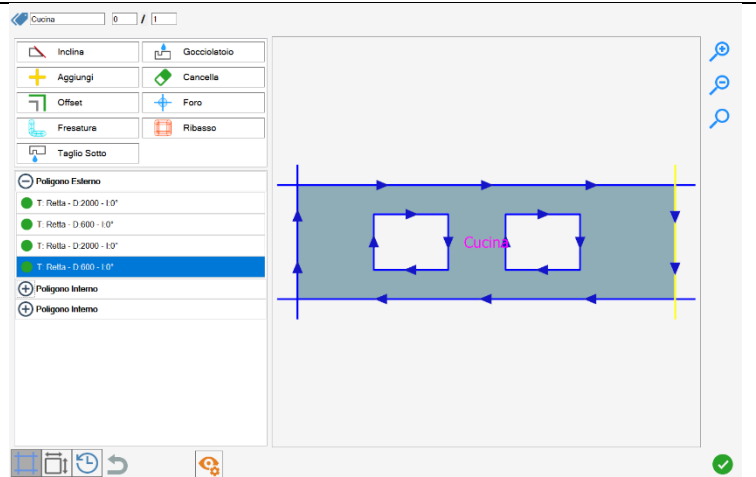 Cucina 0 / 1
Inclina Gocciolatoio
Aggiungi Cancella
Offset Foro
Fresatura Ribasso
Taglio Sotto
Poligono Esterno
T: Retta - D:2000 - I:0°
T: Retta - D:600 - I:0°
T: Retta - D:2000 - I:0°
T: Retta - D:600 - I:0°
Poligono Interno
Poligono Interno
Cucina